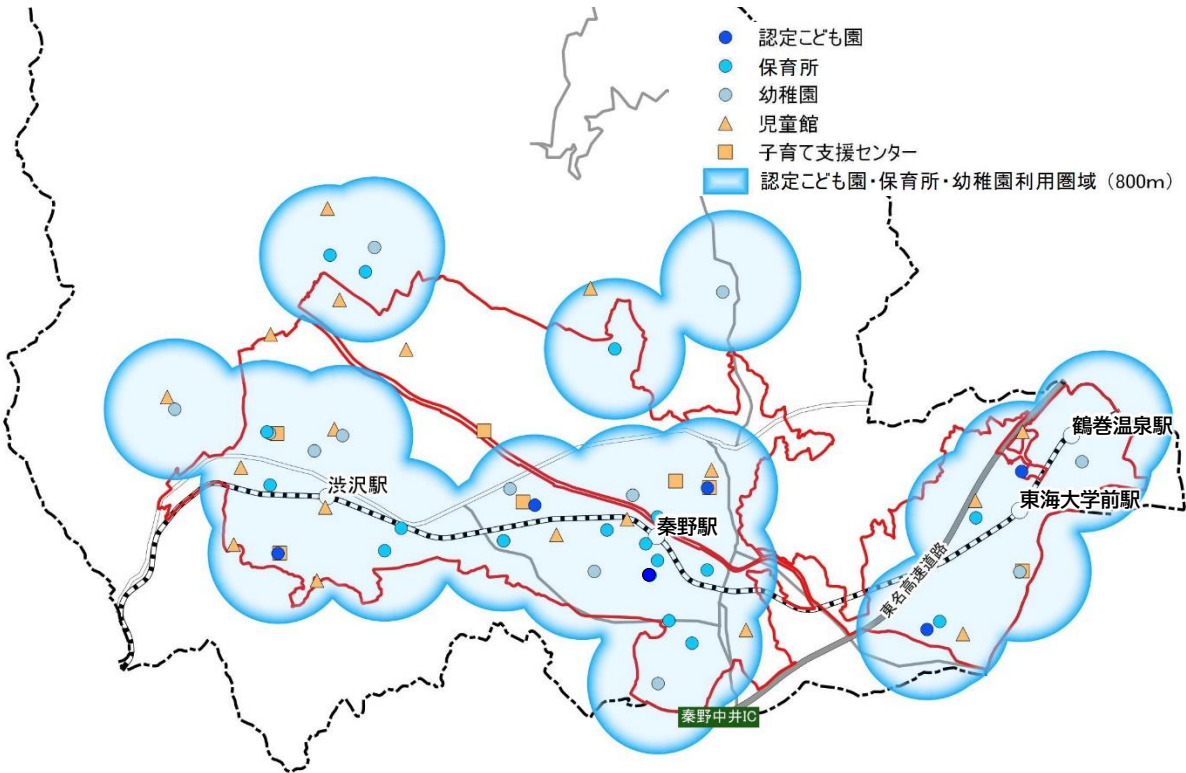 認定こども園
保育所
幼稚園
児童館
子育て支援センター
認定こども園・保育所・幼稚園利用圏域（800m）
鶴巻温泉駅
東海大学前駅
渋沢駅
秦野駅
東名高速道路
秦野中井IC